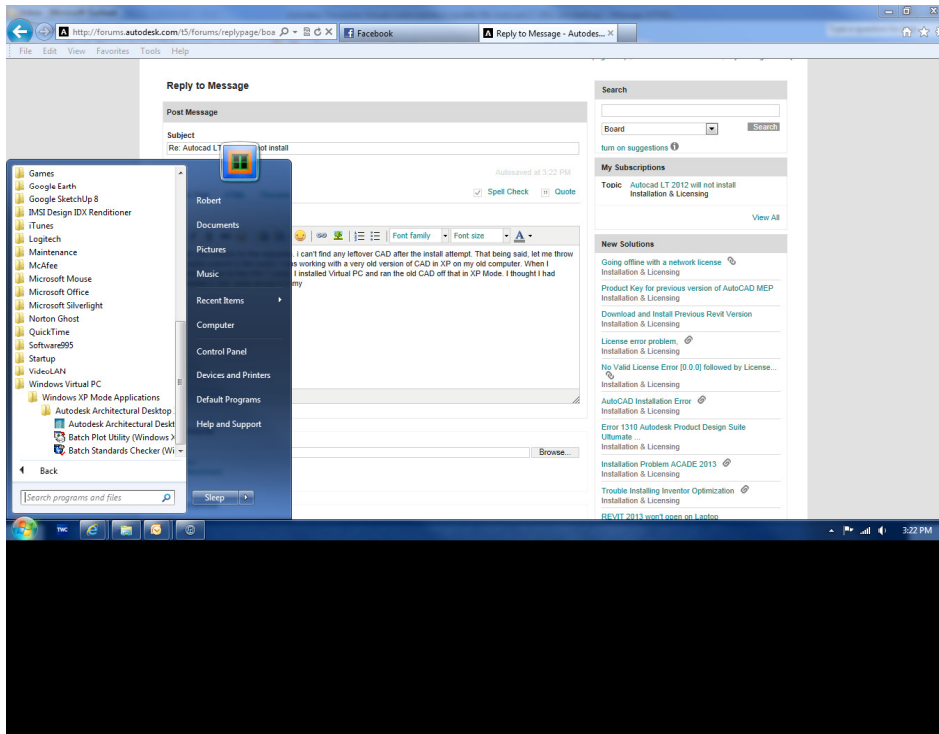 http://forums.autodesk.com/t5/forums/replypage/boa
Facebook
Reply to Message - Autodes...
File Edit View Favorites Tools Help
Reply to Message
Post Message
Subject
Re: Autocad LT not install
Autosaved at 3:22 PM
Spell Check Quote
Font family Font size A
, i can't find any leftover CAD after the install attempt. That being said, let me throw
s working with a very old version of CAD in XP on my old computer. When I
I installed Virtual PC and ran the old CAD off that in XP Mode. I thought I had
my
Browse...
Search
Board Search
turn on suggestions
My Subscriptions
Topic Autocad LT 2012 will not install
Installation & Licensing
View All
New Solutions
Going offline with a network license
Installation & Licensing
Product Key for previous version of AutoCAD MEP
Installation & Licensing
Download and Install Previous Revit Version
Installation & Licensing
License error problem,
Installation & Licensing
No Valid License Error [0.0.0] followed by License...
Installation & Licensing
AutoCAD Installation Error
Installation & Licensing
Error 1310 Autodesk Product Design Suite
Ultumate ...
Installation & Licensing
Installation Problem ACADE 2013
Installation & Licensing
Trouble Installing Inventor Optimization
Installation & Licensing
REVIT 2013 won't open on Laptop
Games
Google Earth
Google SketchUp 8
IMSI Design IDX Renditioner
iTunes
Logitech
Maintenance
McAfee
Microsoft Mouse
Microsoft Office
Microsoft Silverlight
Norton Ghost
QuickTime
Software995
Startup
VideoLAN
Windows Virtual PC
Windows XP Mode Applications
Autodesk Architectural Desktop
Autodesk Architectural Deskt
Batch Plot Utility (Windows X
Batch Standards Checker (Wi
Back
Search programs and files
Robert
Documents
Pictures
Music
Recent Items
Computer
Control Panel
Devices and Printers
Default Programs
Help and Support
Sleep
TWC
3:22 PM